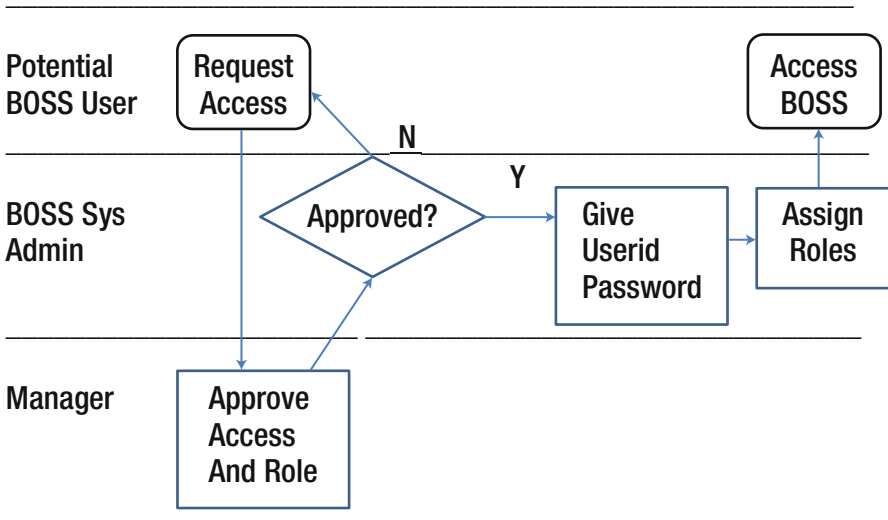 Potential
BOSS User
Request
Access
Access
BOSS
N
Y
BOSS Sys
Admin
Approved?
Give
Userid
Password
Assign
Roles
Manager
Approve
Access
And Role